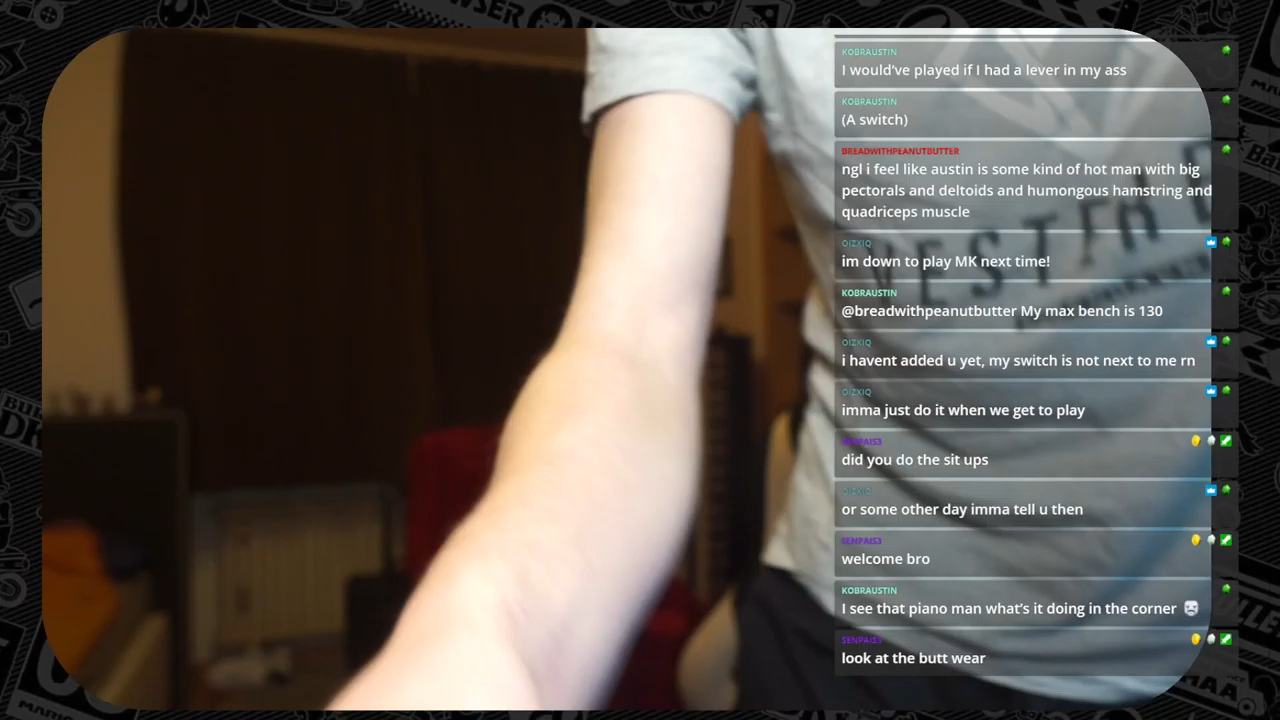 KOBRAUSTIN
I would've played if I had a lever in my ass
KOBRAUSTIN
(A switch)
BREADWITHPEANUTBUTTER
ngl i feel like austin is some kind of hot man with big
pectorals and deltoids and humongous hamstring and
quadriceps muscle
OIZXIQ
im down to play MK next time!
KOBRAUSTIN
@breadwithpeanutbutter My max bench is 130
OIZXIQ
i havent added u yet, my switch is not next to me rn
OIZXIQ
imma just do it when we get to play
SENPAIS3
did you do the sit ups
OIZXIQ
or some other day imma tell u then
SENPAIS3
welcome bro
KOBRAUSTIN
I see that piano man what's it doing in the corner
SENPAIS3
look at the butt wear